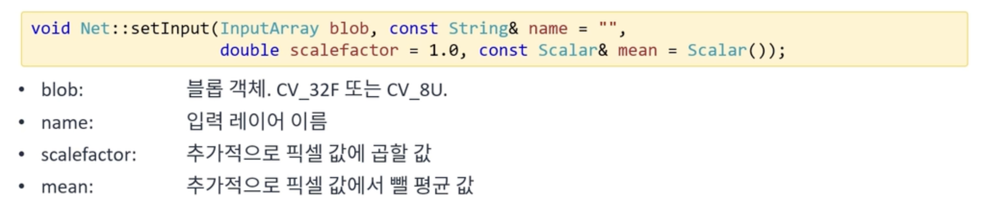 void Net::setInput(InputArray blob, const String& name = "",
double scalefactor = 1.0, const Scalar& mean = Scalar());
• blob: 블롭 객체. CV_32F 또는 CV_8U.
• name: 입력 레이어 이름
• scalefactor: 추가적으로 픽셀 값에 곱할 값
• mean: 추가적으로 픽셀 값에서 뺄 평균 값